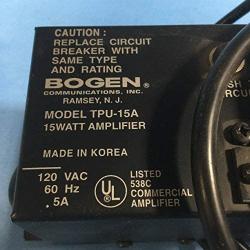 CAUTION :
REPLACE CIRCUIT
BREAKER WITH
SAME TYPE
AND RATING
BOGEN
COMMUNICATIONS, INC.
RAMSEY, N. J.
MODEL TPU-15A
15WATT AMPLIFIER
MADE IN KOREA
120 VAC
60 Hz
.5A
UL
LISTED
538C
COMMERCIAL
AMPLIFIER